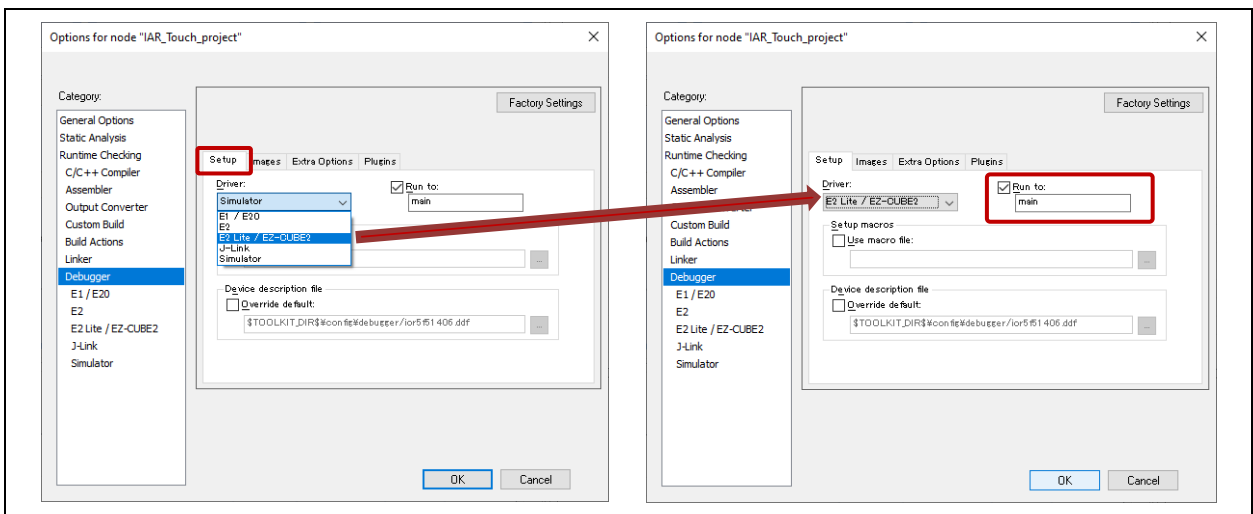 Options for node "IAR_Touch_project"
Category:
Factory Settings
General Options
Static Analysis
Runtime Checking
C/C++ Compiler
Assembler
Output Converter
Custom Build
Build Actions
Linker
Debugger
E1 / E20
E2
E2 Lite / EZ-CUBE2
J-Link
Simulator
Setup Images Extra Options Plugins
Driver:
Simulator
E1 / E20
E2
E2 Lite / EZ-CUBE2
J-Link
Simulator
Run to:
main
...
Device description file
Override default:
$TOOLKIT_DIR$¥config¥debugger/ior5f51406.ddf
...
OK Cancel
Options for node "IAR_Touch_project"
Category:
Factory Settings
General Options
Static Analysis
Runtime Checking
C/C++ Compiler
Assembler
Custom Build
Build Actions
Linker
Debugger
E1 / E20
E2
E2 Lite / EZ-CUBE2
J-Link
Simulator
Setup Images Extra Options Plugins
Driver:
E2 Lite / EZ-CUBE2
Run to:
main
Setup macros
Use macro file:
...
Device description file
Override default:
$TOOLKIT_DIR$¥config¥debugger/ior5f51406.ddf
...
OK Cancel